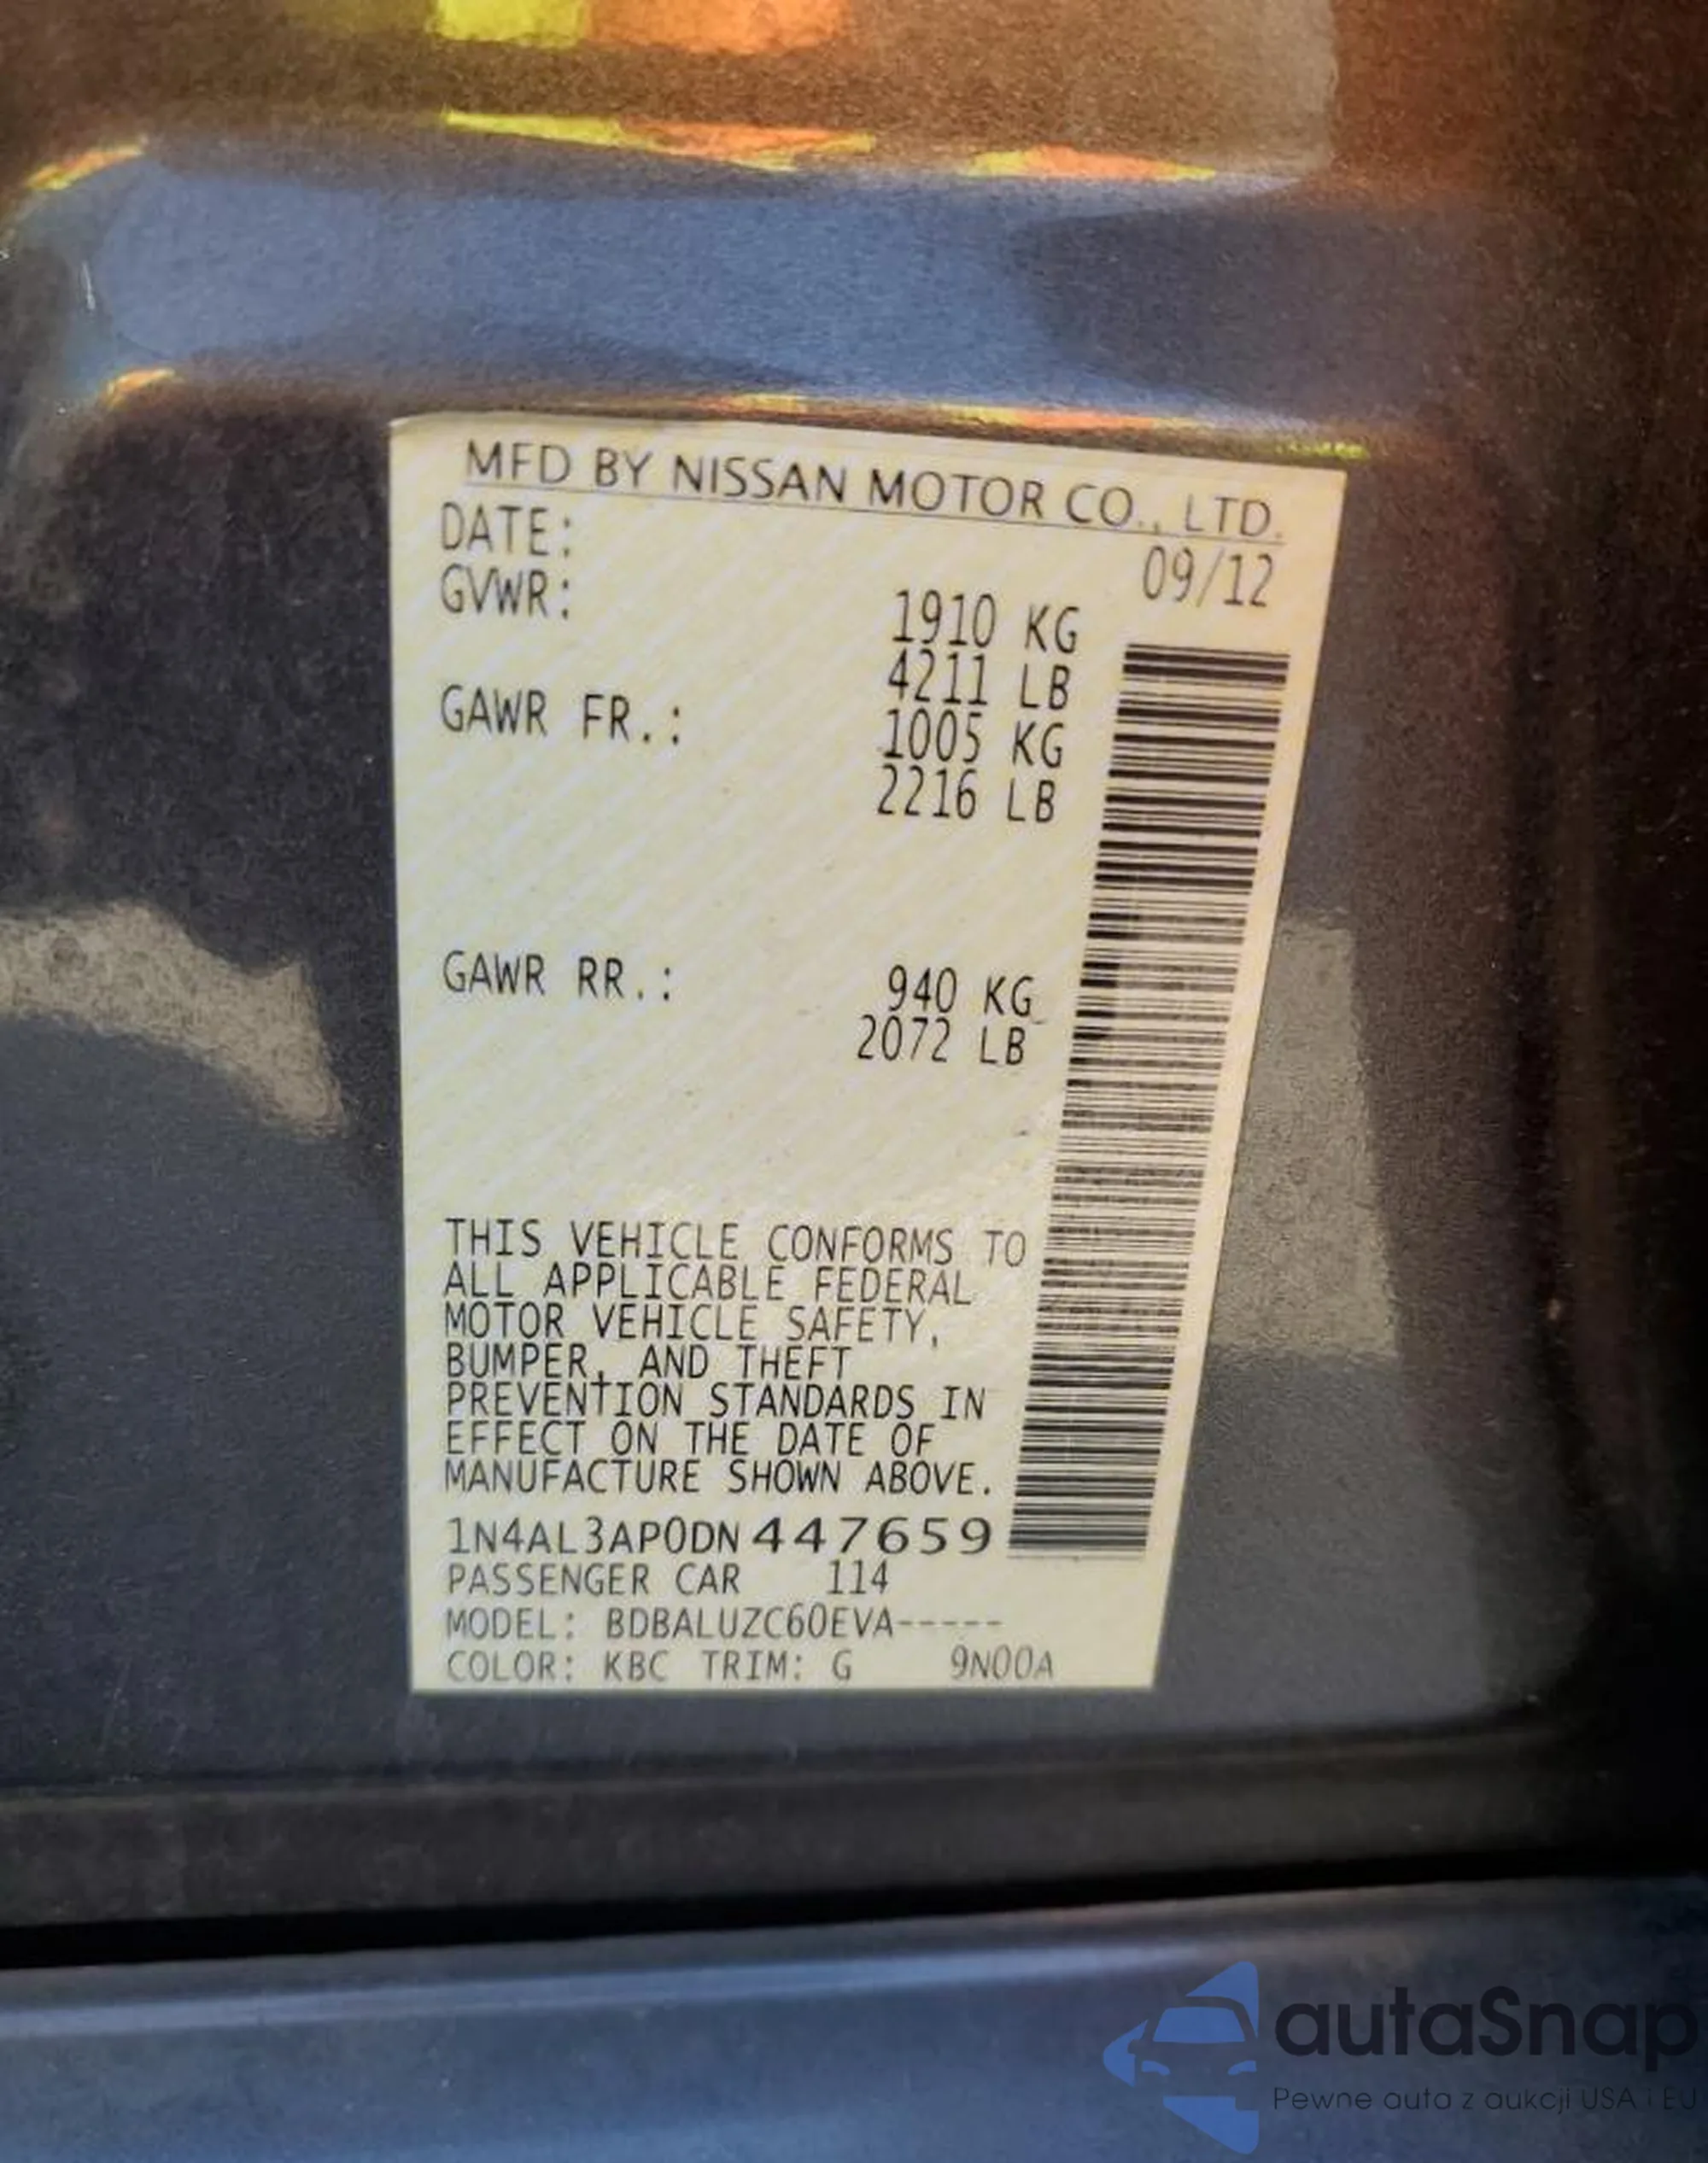 MFD BY NISSAN MOTOR CO., LTD.
DATE: 09/12
GVWR: 1910 KG
4211 LB
GAWR FR.: 1005 KG
2216 LB
GAWR RR.: 940 KG
2072 LB
THIS VEHICLE CONFORMS TO
ALL APPLICABLE FEDERAL
MOTOR VEHICLE SAFETY,
BUMPER, AND THEFT
PREVENTION STANDARDS IN
EFFECT ON THE DATE OF
MANUFACTURE SHOWN ABOVE.
1N4AL3AP0DN447659
PASSENGER CAR 114
MODEL: BDBALUZC60EVA-----
COLOR: KBC TRIM: G 9N00A
autaSnap
Pewne auta z aukcji USA i EU